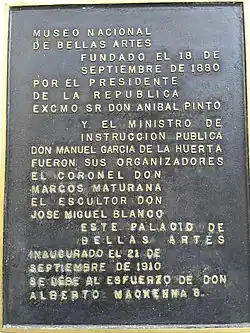 MUSEO NACIONAL
DE BELLAS ARTES
FUNDADO EL 18 DE
SEPTIEMBRE DE 1880
POR EL PRESIDENTE
DE LA REPUBLICA
EXCMO SR DON ANIBAL PINTO
Y EL MINISTRO DE
INSTRUCCION PUBLICA
DON MANUEL GARCIA DE LA HUERTA
FUERON SUS ORGANIZADORES
EL CORONEL DON
MARCOS MATURANA
EL ESCULTOR DON
JOSE MIGUEL BLANCO
ESTE PALACIO DE
BELLAS ARTES
INAUGURADO EL 21 DE
SEPTIEMBRE DE 1910
SE DEBE AL ESFUERZO DE DON
ALBERTO MACKENNA S.